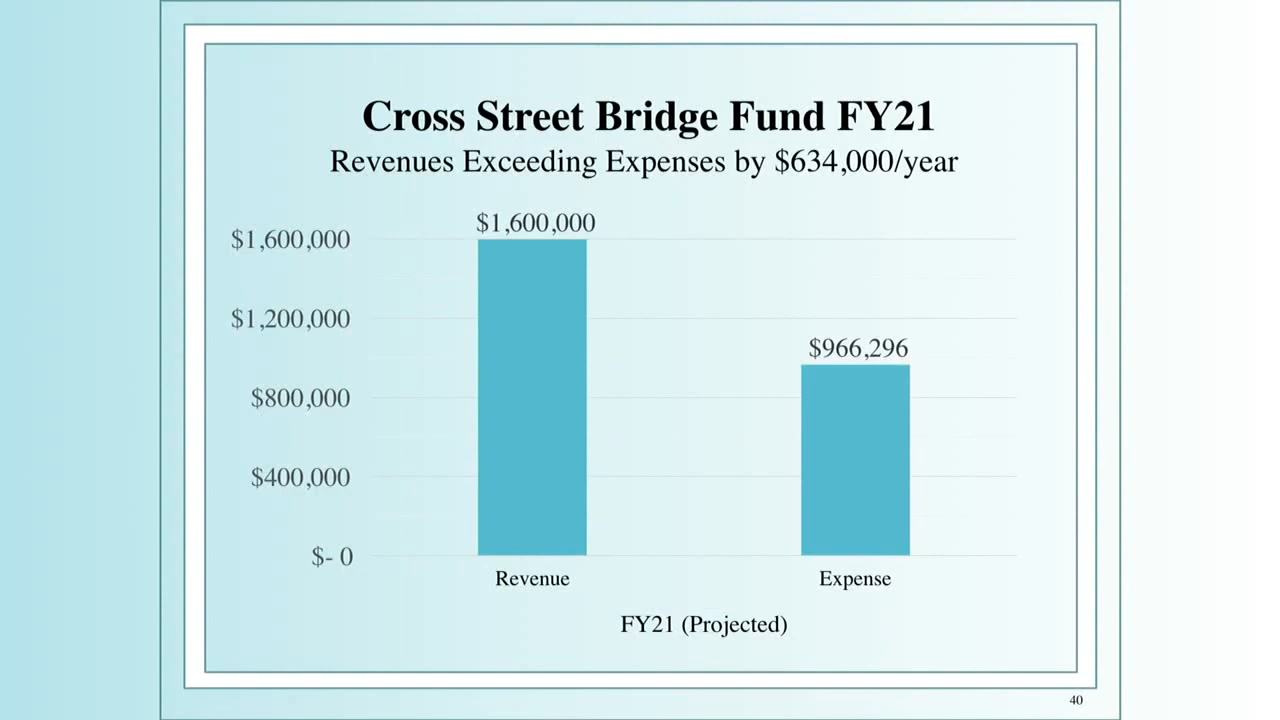 Cross Street Bridge Fund FY21
Revenues Exceeding Expenses by $634,000/year
$1,600,000
$1,600,000
$1,200,000
$966,296
$800,000
$400,000
$- 0
Revenue
Expense
FY21 (Projected)
40